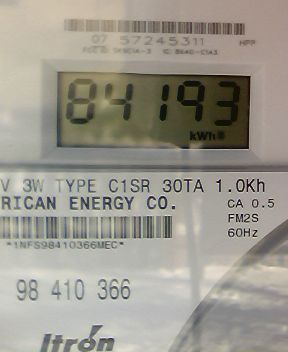 07 57245311 HPP
84193
kWh
V 3W TYPE C1SR 30TA 1.0Kh
RICAN ENERGY CO. CA 0.5
FM2S
*1NFS98410366MEC* 60Hz
98 410 366
Itron